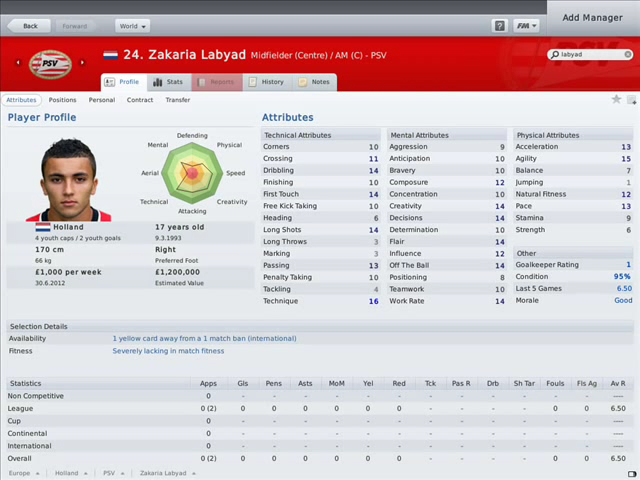 Back Forward World ? FM Add Manager
PSV 24. Zakaria Labyad Midfielder (Centre) / AM (C) - PSV labyad
Profile Stats Reports History Notes
Attributes Positions Personal Contract Transfer
Player Profile
Defending
Mental Physical
Aerial Speed
Technical Creativity
Attacking
Holland 17 years old
4 youth caps / 2 youth goals 9.3.1993
170 cm Right
66 kg Preferred Foot
£1,000 per week £1,200,000
30.6.2012 Estimated Value
Attributes
Technical Attributes Mental Attributes Physical Attributes
Corners 10 Aggression 9 Acceleration 13
Crossing 11 Anticipation 10 Agility 15
Dribbling 14 Bravery 10 Balance 7
Finishing 10 Composure 12 Jumping 1
First Touch 14 Concentration 10 Natural Fitness 12
Free Kick Taking 10 Creativity 14 Pace 13
Heading 6 Decisions 14 Stamina 9
Long Shots 14 Determination 10 Strength 6
Long Throws 3 Flair 14
Marking 3 Influence 12 Other
Passing 13 Off The Ball 14 Goalkeeper Rating 1
Penalty Taking 10 Positioning 8 Condition 95%
Tackling 4 Teamwork 10 Last 5 Games 6.50
Technique 16 Work Rate 14 Morale Good
Selection Details
Availability 1 yellow card away from a 1 match ban (international)
Fitness Severely lacking in match fitness
Statistics Apps Gls Pens Asts MoM Yel Red Tck Pas R Drb Sh Tar Fouls Fls Ag Av R
Non Competitive 0 - - - - - - - - - - - - ----
League 0 (2) 0 0 0 0 0 0 - - - - 0 0 6.50
Cup 0 - - - - - - - - - - - - ----
Continental 0 - - - - - - - - - - - - ----
International 0 - - - - - - - - - - - - ----
Overall 0 (2) 0 0 0 0 0 0 - - - - 0 0 6.50
Europe Holland PSV Zakaria Labyad